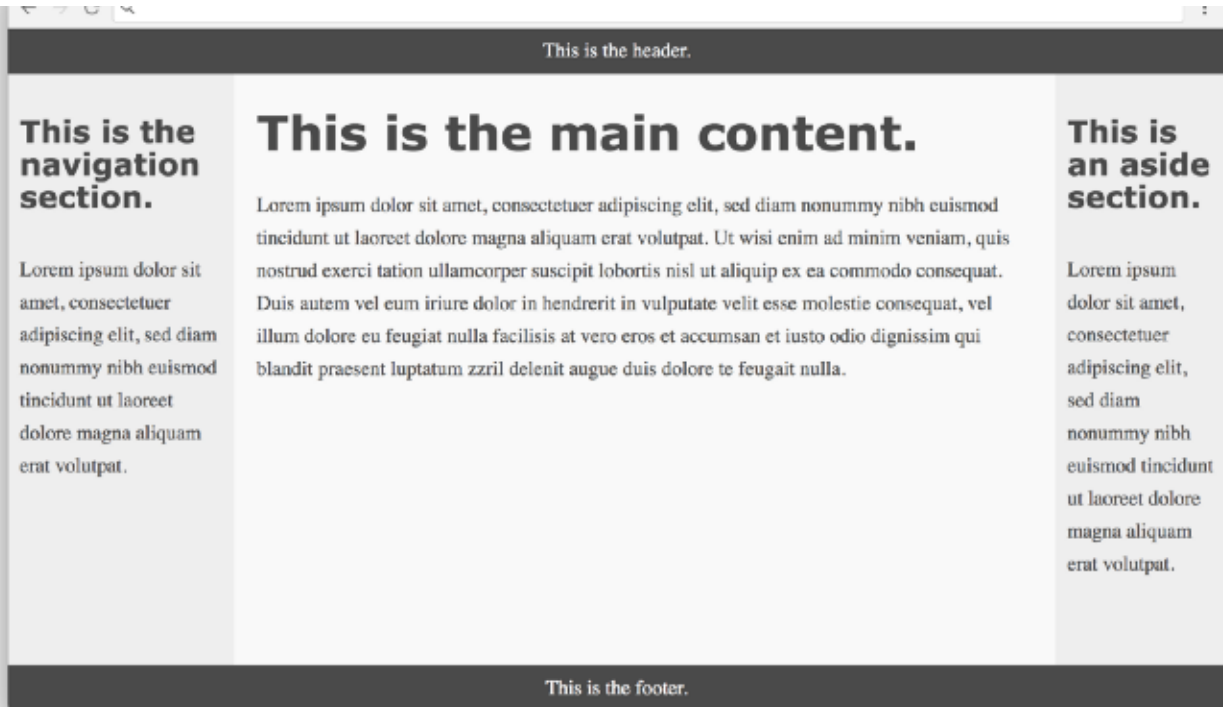 This is the header.
This is the
navigation
section.
Lorem ipsum dolor sit
amet, consectetuer
adipiscing elit, sed diam
nonummy nibh euismod
tincidunt ut laoreet
dolore magna aliquam
erat volutpat.
This is the main content.
Lorem ipsum dolor sit amet, consectetuer adipiscing elit, sed diam nonummy nibh euismod
tincidunt ut laoreet dolore magna aliquam erat volutpat. Ut wisi enim ad minim veniam, quis
nostrud exerci tation ullamcorper suscipit lobortis nisl ut aliquip ex ea commodo consequat.
Duis autem vel eum iriure dolor in hendrerit in vulputate velit esse molestie consequat, vel
illum dolore eu feugiat nulla facilisis at vero eros et accumsan et iusto odio dignissim qui
blandit praesent luptatum zzril delenit augue duis dolore te feugait nulla.
This is
an aside
section.
Lorem ipsum
dolor sit amet,
consectetuer
adipiscing elit,
sed diam
nonummy nibh
euismod tincidunt
ut laoreet dolore
magna aliquam
erat volutpat.
This is the footer.